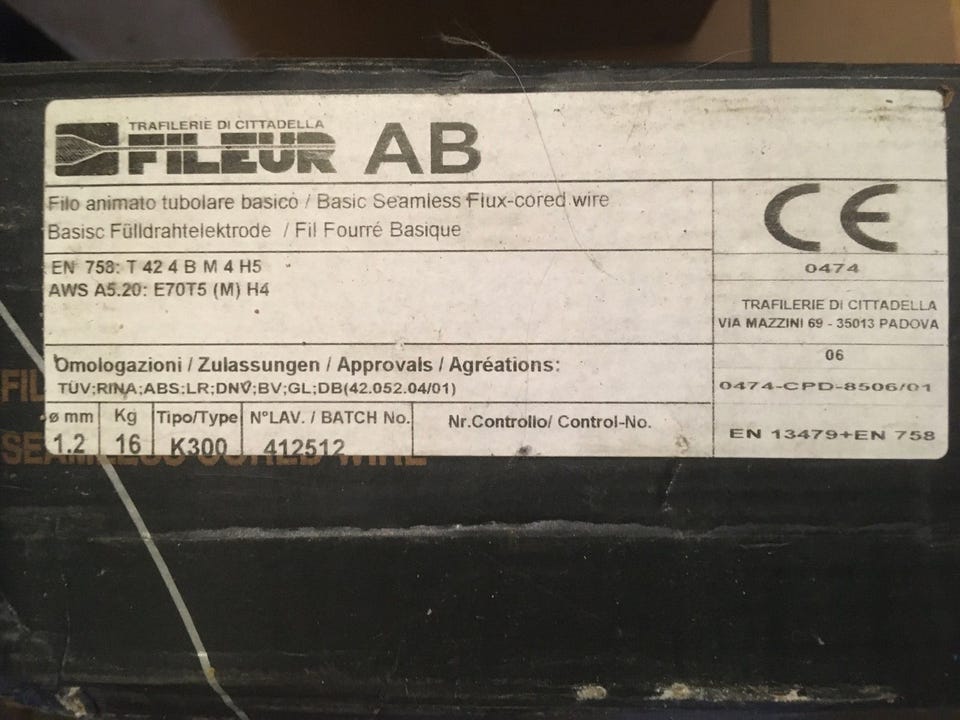 TRAFILERIE DI CITTADELLA
FILEUR AB
Filo animato tubolare basico / Basic Seamless Flux-cored wire
Basisc Fülldrahtelektrode / Fil Fourré Basique
EN 758: T 42 4 B M 4 H5
AWS A5.20: E70T5 (M) H4
Omologazioni / Zulassungen / Approvals / Agréations:
TÜV;RINA;ABS;LR;DNV;BV;GL;DB(42.052.04/01)
ø mm Kg Tipo/Type N°LAV. / BATCH No. Nr.Controllo/ Control-No.
1.2 16 K300 412512
CE
0474
TRAFILERIE DI CITTADELLA
VIA MAZZINI 69 - 35013 PADOVA
06
0474-CPD-8506/01
EN 13479+EN 758
FIL
WIRE